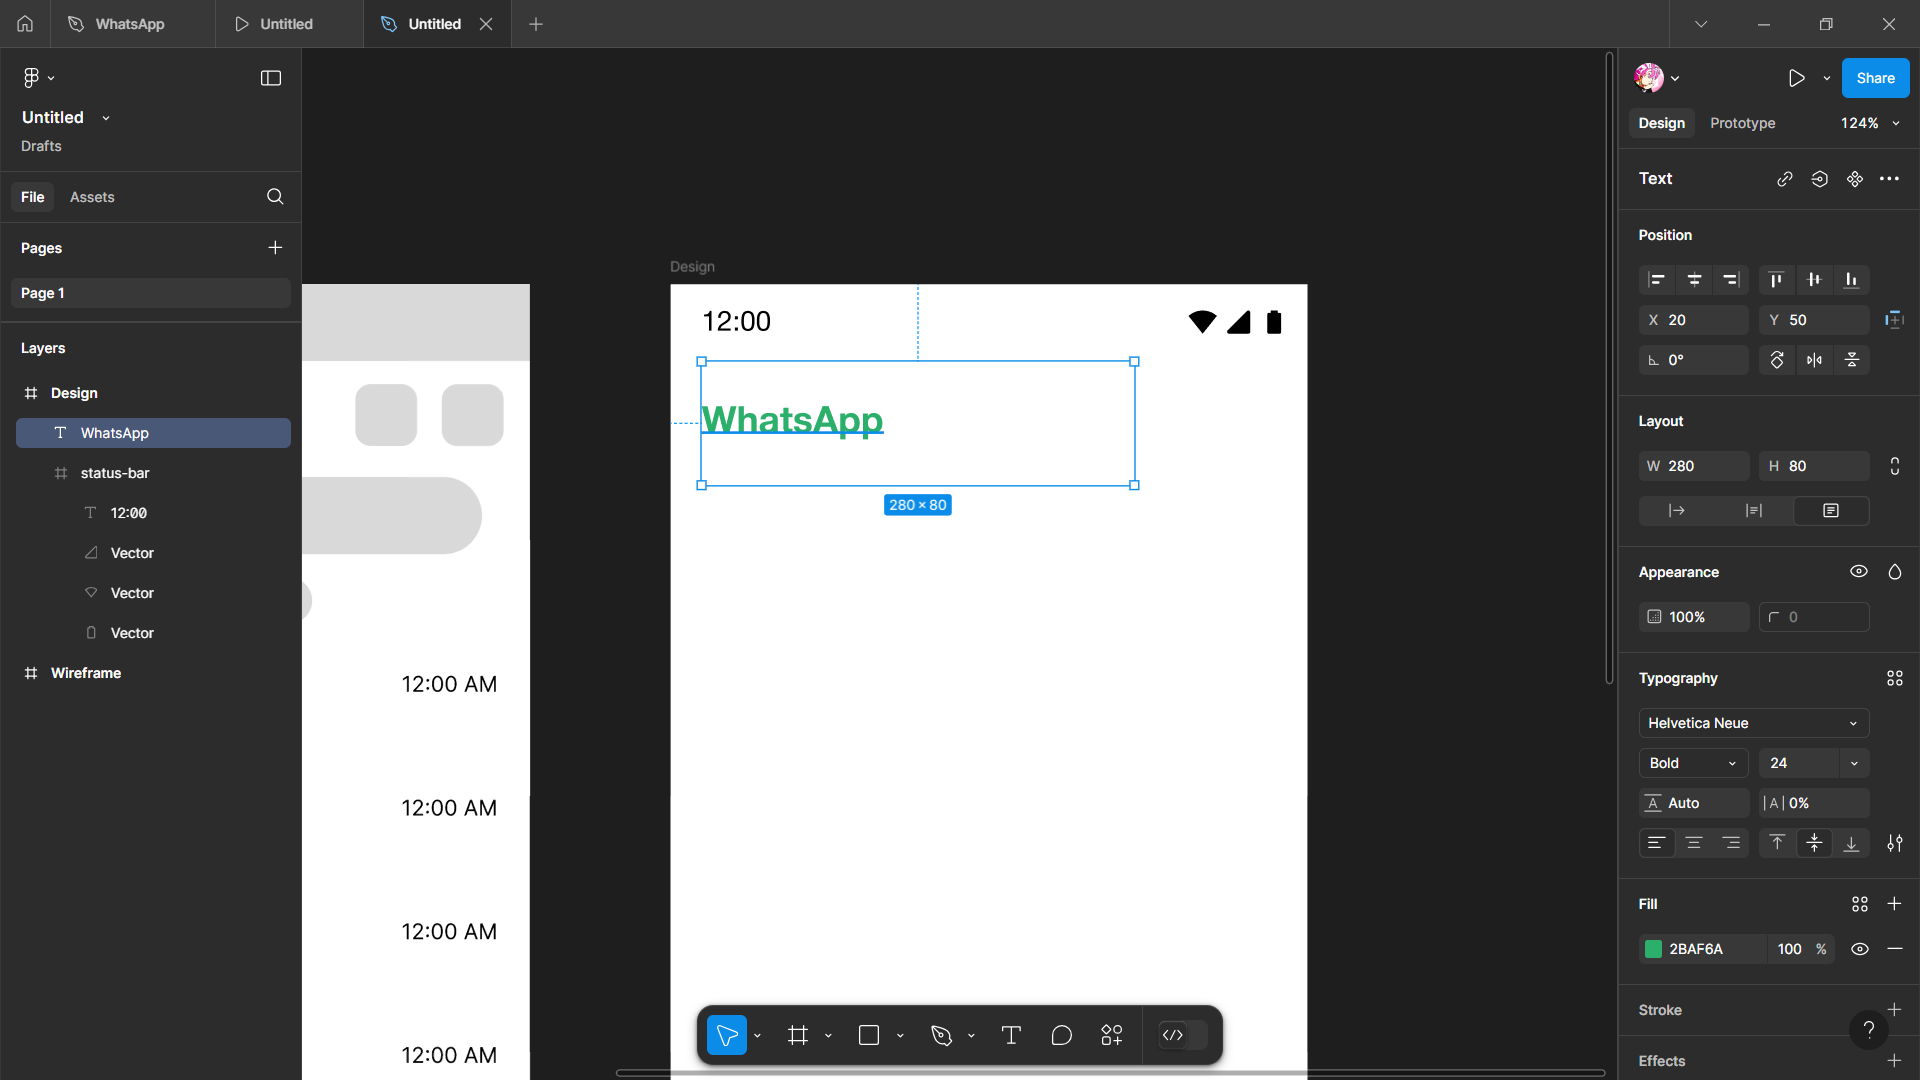 WhatsApp
Untitled
Untitled
Untitled
Drafts
File
Assets
Pages
Page 1
Layers
Design
WhatsApp
status-bar
12:00
Vector
Vector
Vector
Wireframe
12:00 AM
12:00 AM
12:00 AM
12:00 AM
Design
12:00
WhatsApp
280 × 80
Share
Design
Prototype
124%
Text
Position
X 20
Y 50
0°
Layout
W 280
H 80
Appearance
100%
0
Typography
Helvetica Neue
Bold
24
A Auto
|A| 0%
Fill
2BAF6A
100 %
Stroke
?
Effects